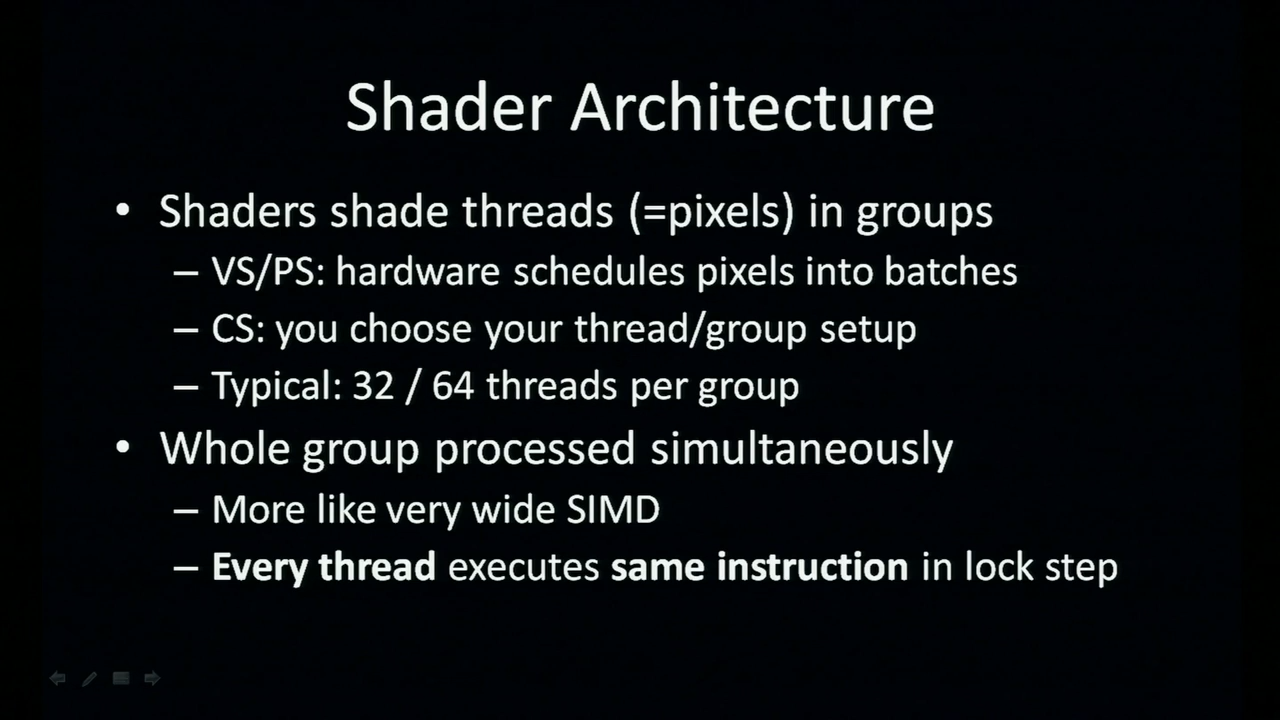 Shader Architecture
• Shaders shade threads (=pixels) in groups
– VS/PS: hardware schedules pixels into batches
– CS: you choose your thread/group setup
– Typical: 32 / 64 threads per group
• Whole group processed simultaneously
– More like very wide SIMD
– Every thread executes same instruction in lock step